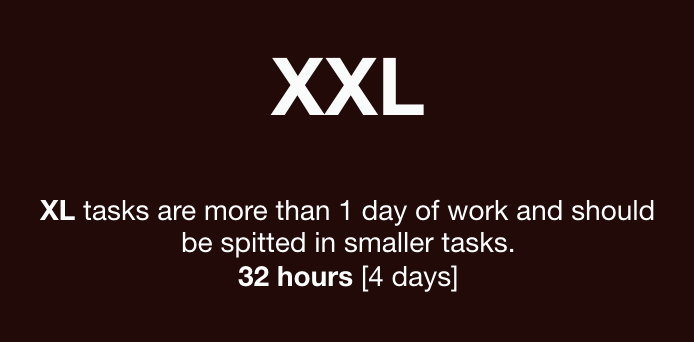 XXL
XL tasks are more than 1 day of work and should
be spitted in smaller tasks.
32 hours [4 days]